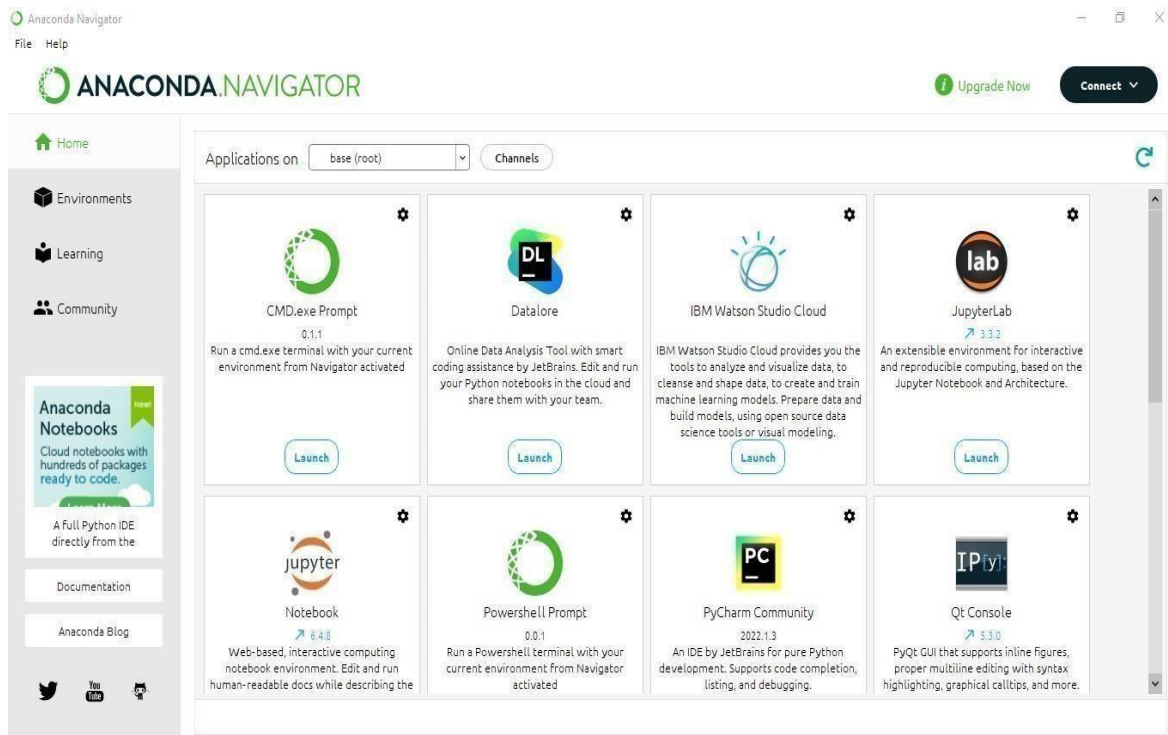 Anaconda Navigator
File Help
ANACONDA.NAVIGATOR
i Upgrade Now
Connect
Home
Environments
Learning
Community
Anaconda Notebooks
New!
Cloud notebooks with
hundreds of packages
ready to code.
Learn More
A full Python IDE
directly from the
Documentation
Anaconda Blog
You
Tube
Applications on base (root) Channels
DL
CMD.exe Prompt
0.1.1
Run a cmd.exe terminal with your current
environment from Navigator activated
Launch
Datalore
Online Data Analysis Tool with smart
coding assistance by JetBrains. Edit and run
your Python notebooks in the cloud and
share them with your team.
Launch
IBM Watson Studio Cloud
IBM Watson Studio Cloud provides you the
tools to analyze and visualize data, to
cleanse and shape data, to create and train
machine learning models. Prepare data and
build models, using open source data
science tools or visual modeling.
Launch
lab
JupyterLab
3.3.2
An extensible environment for interactive
and reproducible computing, based on the
Jupyter Notebook and Architecture.
Launch
jupyter
Notebook
6.4.8
Web-based, interactive computing
notebook environment. Edit and run
human-readable docs while describing the
Powershell Prompt
0.0.1
Run a Powershell terminal with your
current environment from Navigator
activated
PC
PyCharm Community
2022.1.3
An IDE by JetBrains for pure Python
development. Supports code completion,
listing, and debugging.
IP[y]:
Qt Console
5.3.0
PyQt GUI that supports inline figures,
proper multiline editing with syntax
highlighting, graphical calltips, and more.